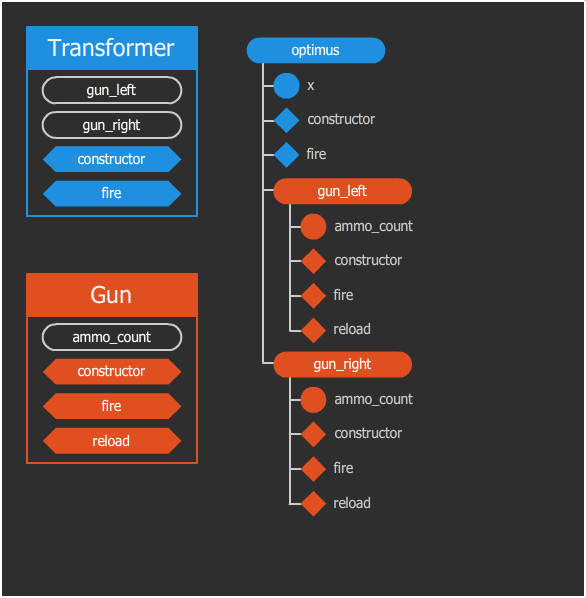 Transformer
gun_left
gun_right
constructor
fire
Gun
ammo_count
constructor
fire
reload
optimus
x
constructor
fire
gun_left
ammo_count
constructor
fire
reload
gun_right
ammo_count
constructor
fire
reload